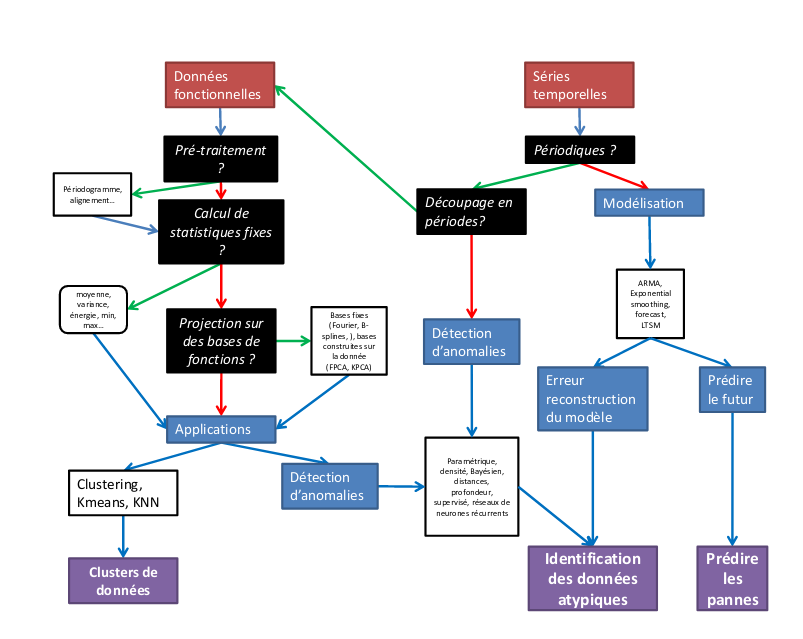 Données
fonctionnelles
Séries
temporelles
Pré-traitement
?
Périodiques ?
Périodogramme,
alignement...
Calcul de
statistiques fixes
?
Découpage en
périodes?
Modélisation
moyenne,
variance,
énergie, min,
max...
Projection sur
des bases de
fonctions ?
Bases fixes
(Fourier, B-
splines, ), bases
construites sur
la donnée
(FPCA, KPCA)
Détection
d'anomalies
ARMA,
Exponential
smoothing,
forecast,
LTSM
Erreur
reconstruction
du modèle
Prédire
le futur
Applications
Clustering,
Kmeans, KNN
Détection
d'anomalies
Paramétrique,
densité, Bayésien,
distances,
profondeur,
supervisé, réseaux de
neurones récurrents
Clusters de
données
Identification
des données
atypiques
Prédire
les
pannes